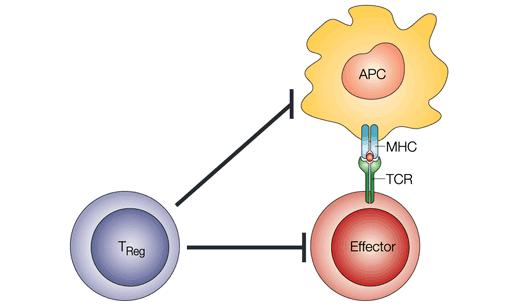 APC
MHC
TCR
TReg
Effector